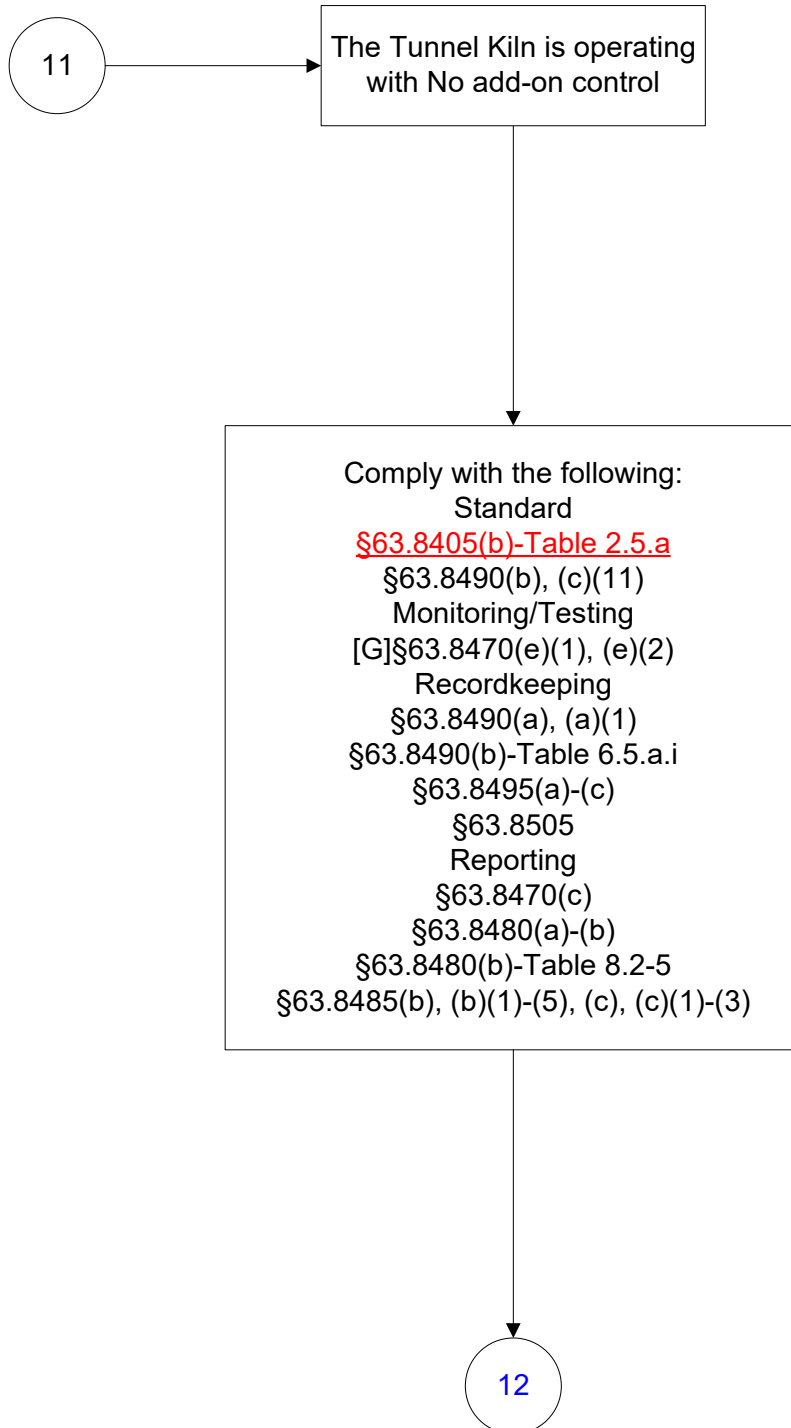 11
The Tunnel Kiln is operating
with No add-on control
Comply with the following:
Standard
§63.8405(b)-Table 2.5.a
§63.8490(b), (c)(11)
Monitoring/Testing
[G]§63.8470(e)(1), (e)(2)
Recordkeeping
§63.8490(a), (a)(1)
§63.8490(b)-Table 6.5.a.i
§63.8495(a)-(c)
§63.8505
Reporting
§63.8470(c)
§63.8480(a)-(b)
§63.8480(b)-Table 8.2-5
§63.8485(b), (b)(1)-(5), (c), (c)(1)-(3)
12